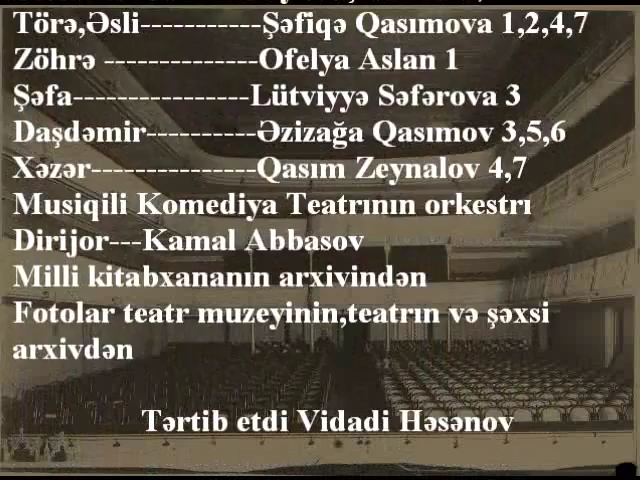 Törə,Əsli-----------Şəfiqə Qasımova 1,2,4,7
Zöhrə --------------Ofelya Aslan 1
Şəfa----------------Lütviyyə Səfərova 3
Daşdəmir----------Əzizağa Qasımov 3,5,6
Xəzər---------------Qasım Zeynalov 4,7
Musiqili Komediya Teatrının orkestrı
Dirijor---Kamal Abbasov
Milli kitabxananın arxivindən
Fotolar teatr muzeyinin,teatrın və şəxsi
arxivdən
Tərtib etdi Vidadi Həsənov